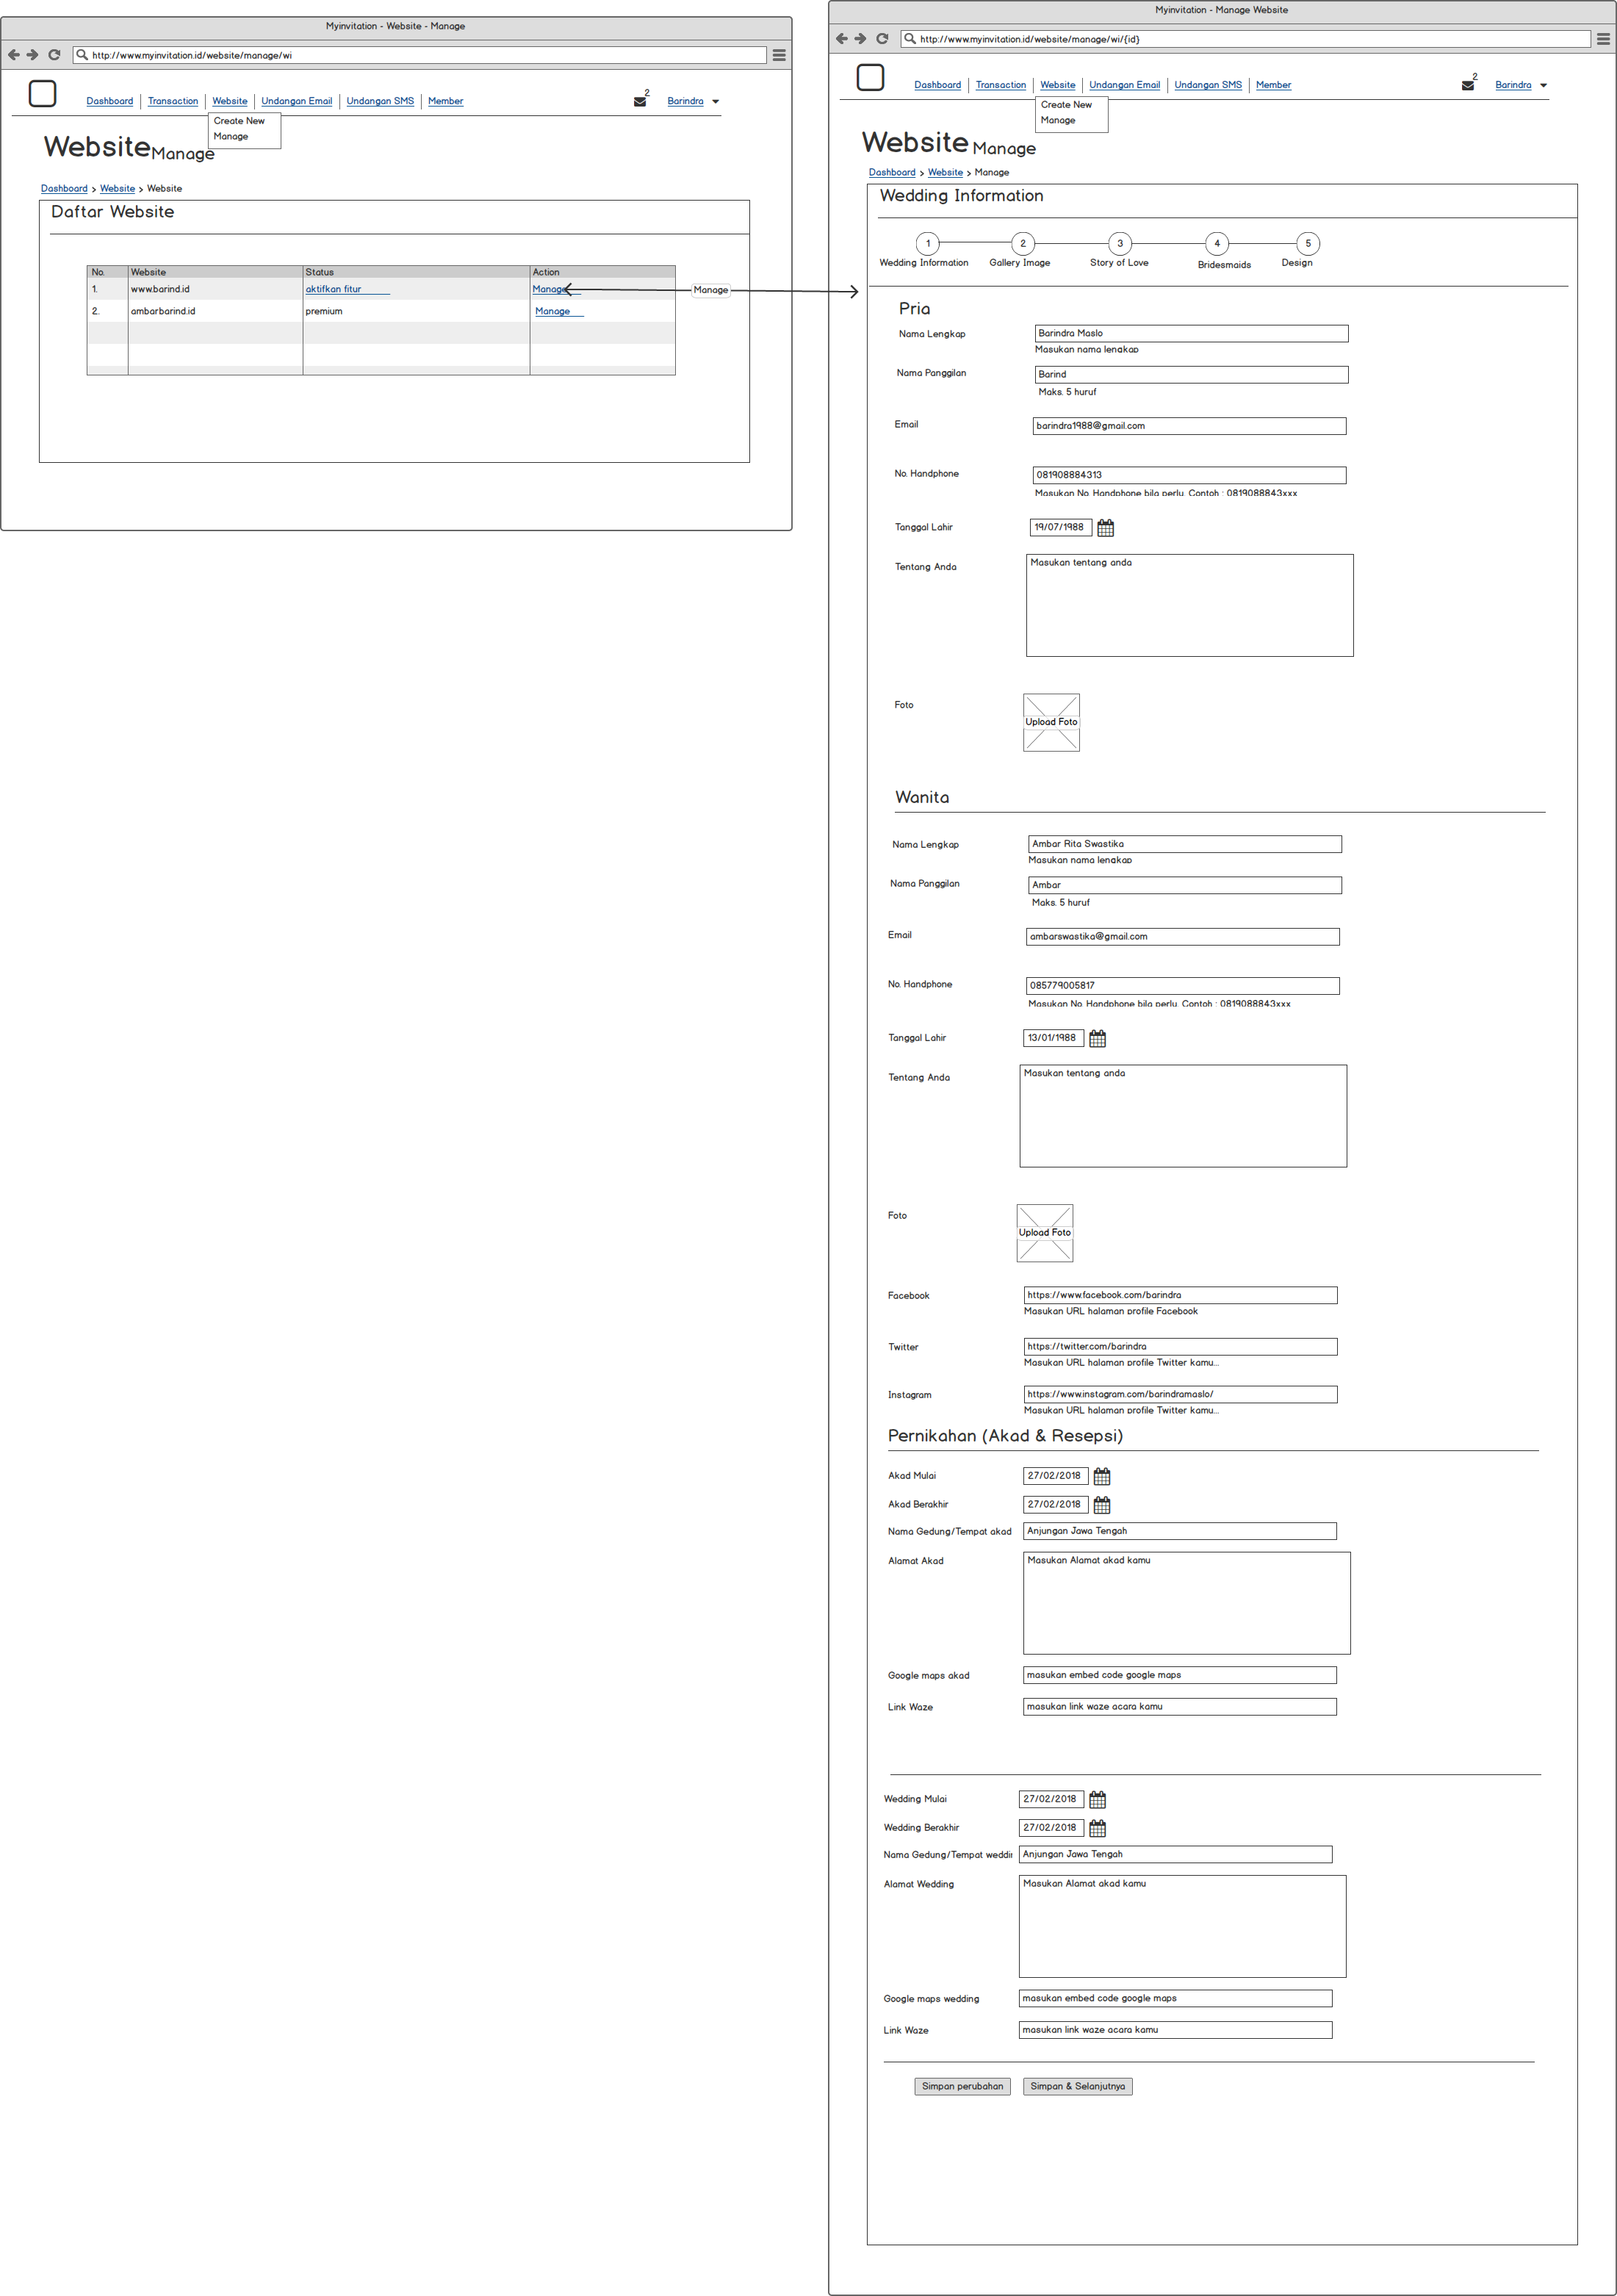 Myinvitation - Website - Manage
http://www.myinvitation.id/website/manage/wi
Dashboard Transaction Website Undangan Email Undangan SMS Member 2 Barindra
Create New
Manage
Website Manage
Dashboard > Website > Website
Daftar Website
No. Website Status Action
1. www.barind.id aktifkan fitur Manage
2. ambarbarind.id premium Manage
Manage
Myinvitation - Manage Website
http://www.myinvitation.id/website/manage/wi/{id}
Dashboard Transaction Website Undangan Email Undangan SMS Member 2 Barindra
Create New
Manage
Website Manage
Dashboard > Website > Manage
Wedding Information
1 2 3 4 5
Wedding Information Gallery Image Story of Love Bridesmaids Design
Pria
Nama Lengkap Barindra Maslo
Masukan nama lengkap
Nama Panggilan Barind
Maks. 5 huruf
Email barindra1988@gmail.com
No. Handphone 081908884313
Masukan No. Handphone bila perlu. Contoh : 0819088843xxx
Tanggal Lahir 19/07/1988
Tentang Anda Masukan tentang anda
Foto Upload Foto
Wanita
Nama Lengkap Ambar Rita Swastika
Masukan nama lengkap
Nama Panggilan Ambar
Maks. 5 huruf
Email ambarswastika@gmail.com
No. Handphone 085779005817
Masukan No. Handphone bila perlu. Contoh : 0819088843xxx
Tanggal Lahir 13/01/1988
Tentang Anda Masukan tentang anda
Foto Upload Foto
Facebook https://www.facebook.com/barindra
Masukan URL halaman profile Facebook
Twitter https://twitter.com/barindra
Masukan URL halaman profile Twitter kamu...
Instagram https://www.instagram.com/barindramaslo/
Masukan URL halaman profile Twitter kamu...
Pernikahan (Akad & Resepsi)
Akad Mulai 27/02/2018
Akad Berakhir 27/02/2018
Nama Gedung/Tempat akad Anjungan Jawa Tengah
Alamat Akad Masukan Alamat akad kamu
Google maps akad masukan embed code google maps
Link Waze masukan link waze acara kamu
Wedding Mulai 27/02/2018
Wedding Berakhir 27/02/2018
Nama Gedung/Tempat weddin Anjungan Jawa Tengah
Alamat Wedding Masukan Alamat akad kamu
Google maps wedding masukan embed code google maps
Link Waze masukan link waze acara kamu
Simpan perubahan Simpan & Selanjutnya